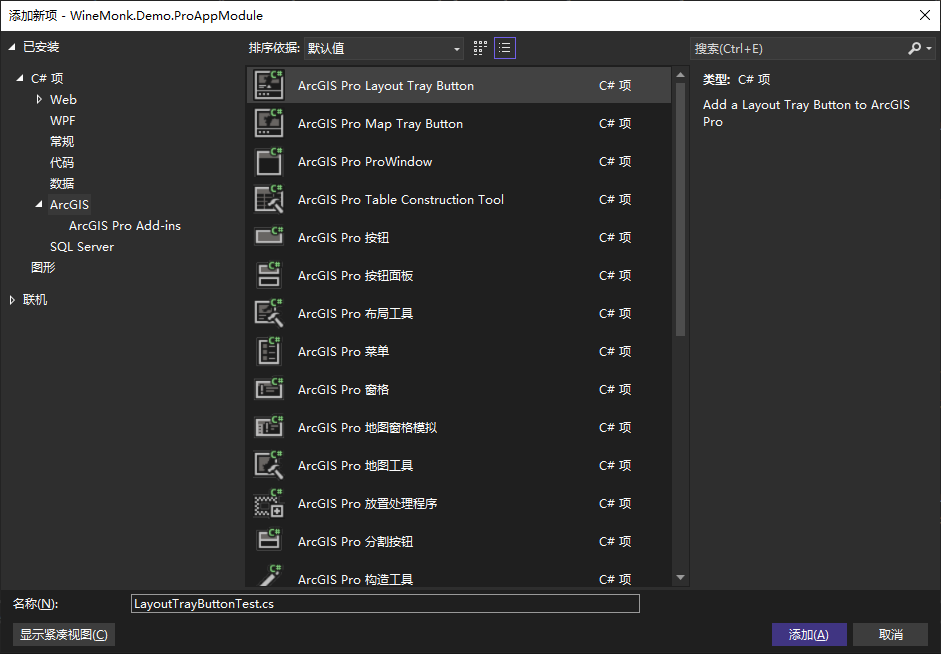 添加新项 - WineMonk.Demo.ProAppModule
已安装
C# 项
Web
WPF
常规
代码
数据
ArcGIS
ArcGIS Pro Add-ins
SQL Server
图形
联机
排序依据: 默认值
ArcGIS Pro Layout Tray Button C# 项
ArcGIS Pro Map Tray Button C# 项
ArcGIS Pro ProWindow C# 项
ArcGIS Pro Table Construction Tool C# 项
ArcGIS Pro 按钮 C# 项
ArcGIS Pro 按钮面板 C# 项
ArcGIS Pro 布局工具 C# 项
ArcGIS Pro 菜单 C# 项
ArcGIS Pro 窗格 C# 项
ArcGIS Pro 地图窗格模拟 C# 项
ArcGIS Pro 地图工具 C# 项
ArcGIS Pro 放置处理程序 C# 项
ArcGIS Pro 分割按钮 C# 项
ArcGIS Pro 构造工具 C# 项
搜索(Ctrl+E)
类型: C# 项
Add a Layout Tray Button to ArcGIS
Pro
名称(N): LayoutTrayButtonTest.cs
显示紧凑视图(C)
添加(A)
取消